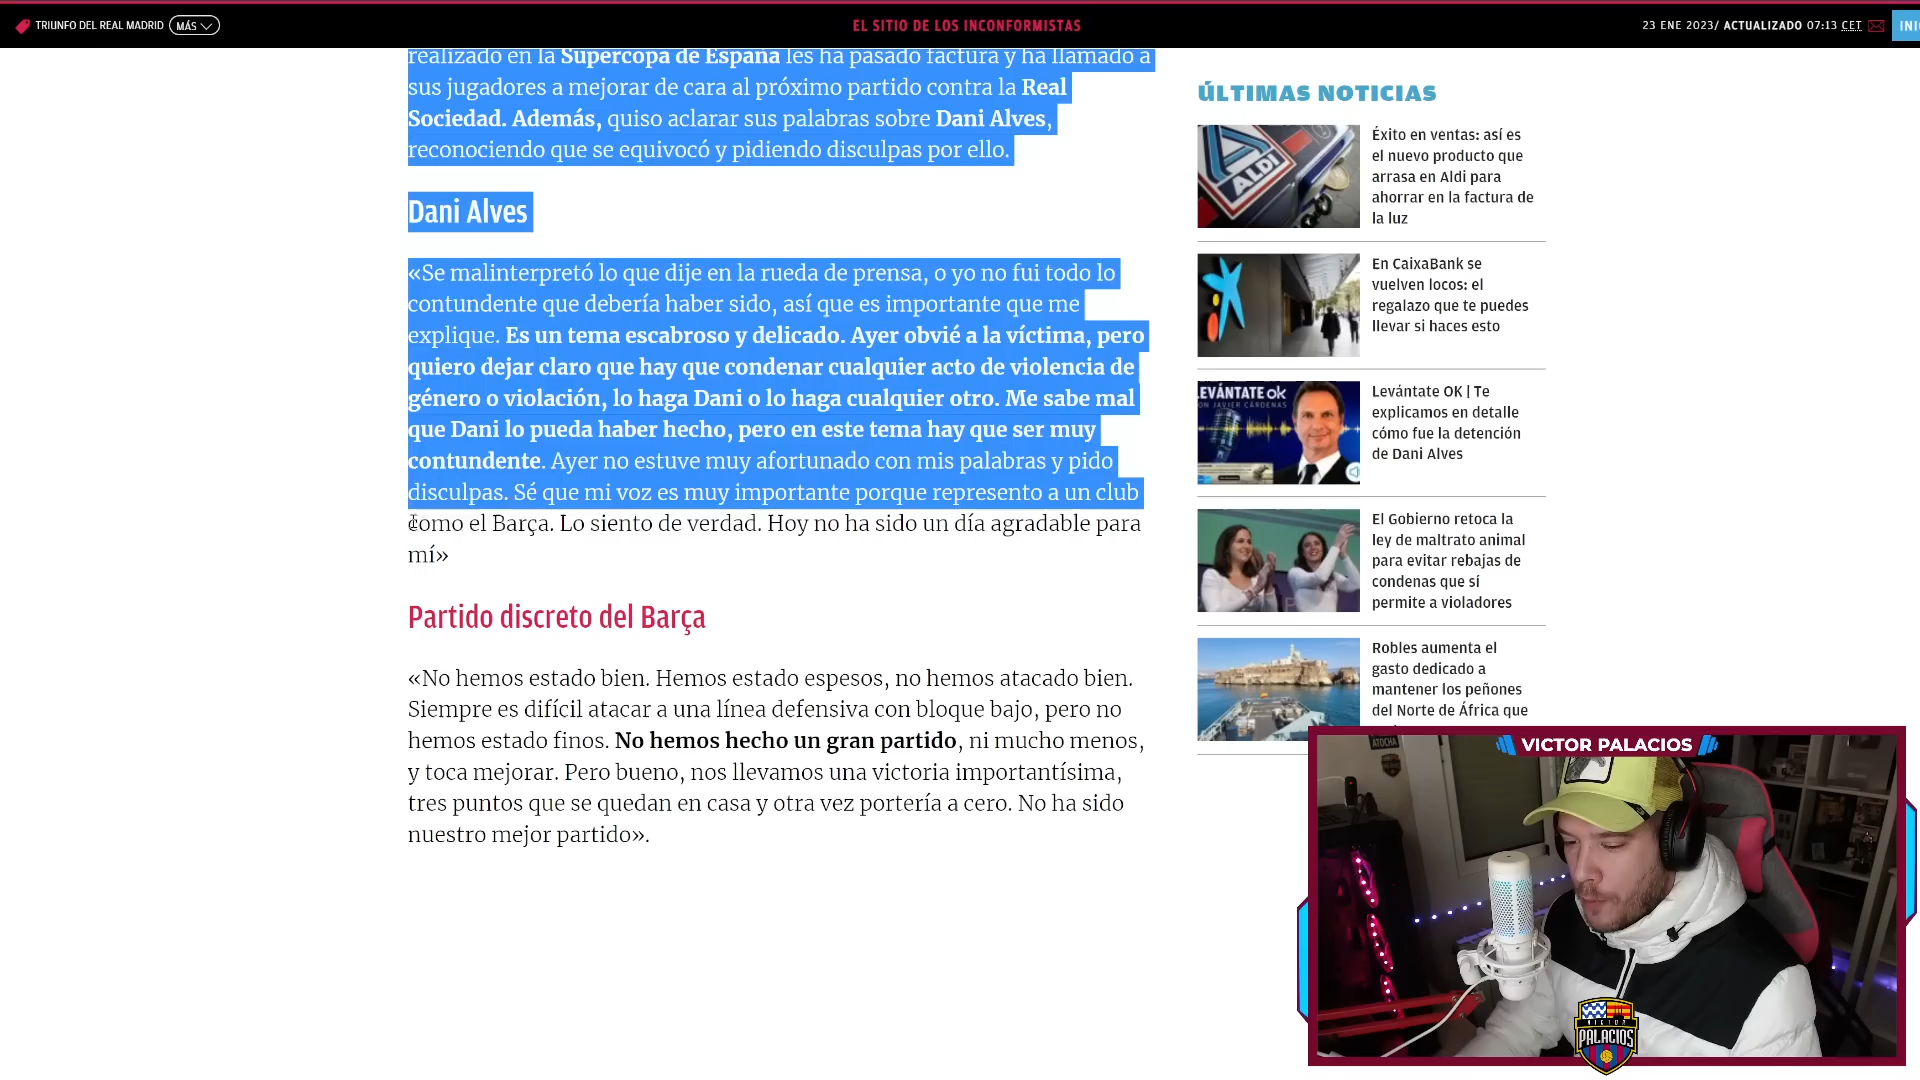 TRIUNFO DEL REAL MADRID
MÁS
EL SITIO DE LOS INCONFORMISTAS
23 ENE 2023/ ACTUALIZADO 07:13 CET
INI
realizado en la Supercopa de España les ha pasado factura y ha llamado a
sus jugadores a mejorar de cara al próximo partido contra la Real
Sociedad. Además, quiso aclarar sus palabras sobre Dani Alves,
reconociendo que se equivocó y pidiendo disculpas por ello.
Dani Alves
«Se malinterpretó lo que dije en la rueda de prensa, o yo no fui todo lo
contundente que debería haber sido, así que es importante que me
explique. Es un tema escabroso y delicado. Ayer obvié a la víctima, pero
quiero dejar claro que hay que condenar cualquier acto de violencia de
género o violación, lo haga Dani o lo haga cualquier otro. Me sabe mal
que Dani lo pueda haber hecho, pero en este tema hay que ser muy
contundente. Ayer no estuve muy afortunado con mis palabras y pido
disculpas. Sé que mi voz es muy importante porque represento a un club
como el Barça. Lo siento de verdad. Hoy no ha sido un día agradable para
mí»
Partido discreto del Barça
«No hemos estado bien. Hemos estado espesos, no hemos atacado bien.
Siempre es difícil atacar a una línea defensiva con bloque bajo, pero no
hemos estado finos. No hemos hecho un gran partido, ni mucho menos,
y toca mejorar. Pero bueno, nos llevamos una victoria importantísima,
tres puntos que se quedan en casa y otra vez portería a cero. No ha sido
nuestro mejor partido».
ÚLTIMAS NOTICIAS
ALDI
Éxito en ventas: así es
el nuevo producto que
arrasa en Aldi para
ahorrar en la factura de
la luz
En CaixaBank se
vuelven locos: el
regalazo que te puedes
llevar si haces esto
LEVÁNTATE OK
CON JAVIER CÁRDENAS
Levántate OK | Te
explicamos en detalle
cómo fue la detención
de Dani Alves
El Gobierno retoca la
ley de maltrato animal
para evitar rebajas de
condenas que sí
permite a violadores
Robles aumenta el
gasto dedicado a
mantener los peñones
del Norte de África que
VICTOR PALACIOS
ATOCHA
VICTOR
PALACIOS